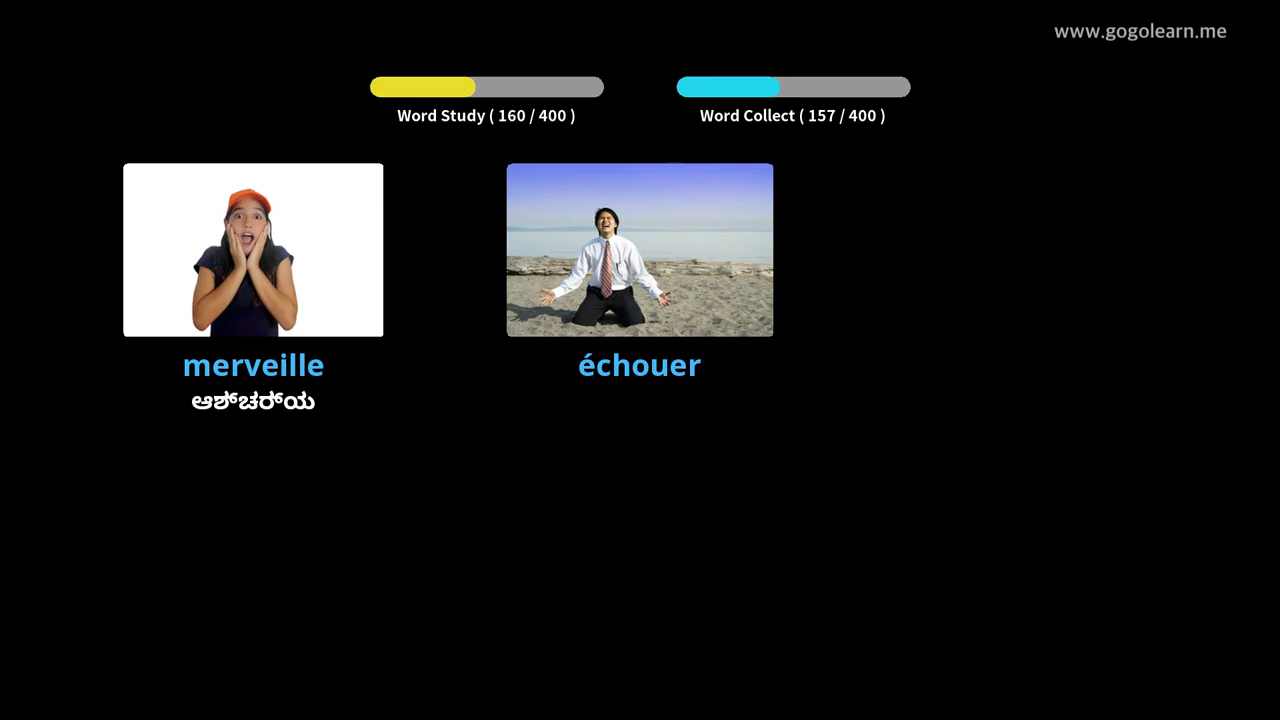 www.gogolearn.me
Word Study ( 160 / 400 )
Word Collect ( 157 / 400 )
merveille
échouer
ಆಶ್‌ಚರ್‌ಯ